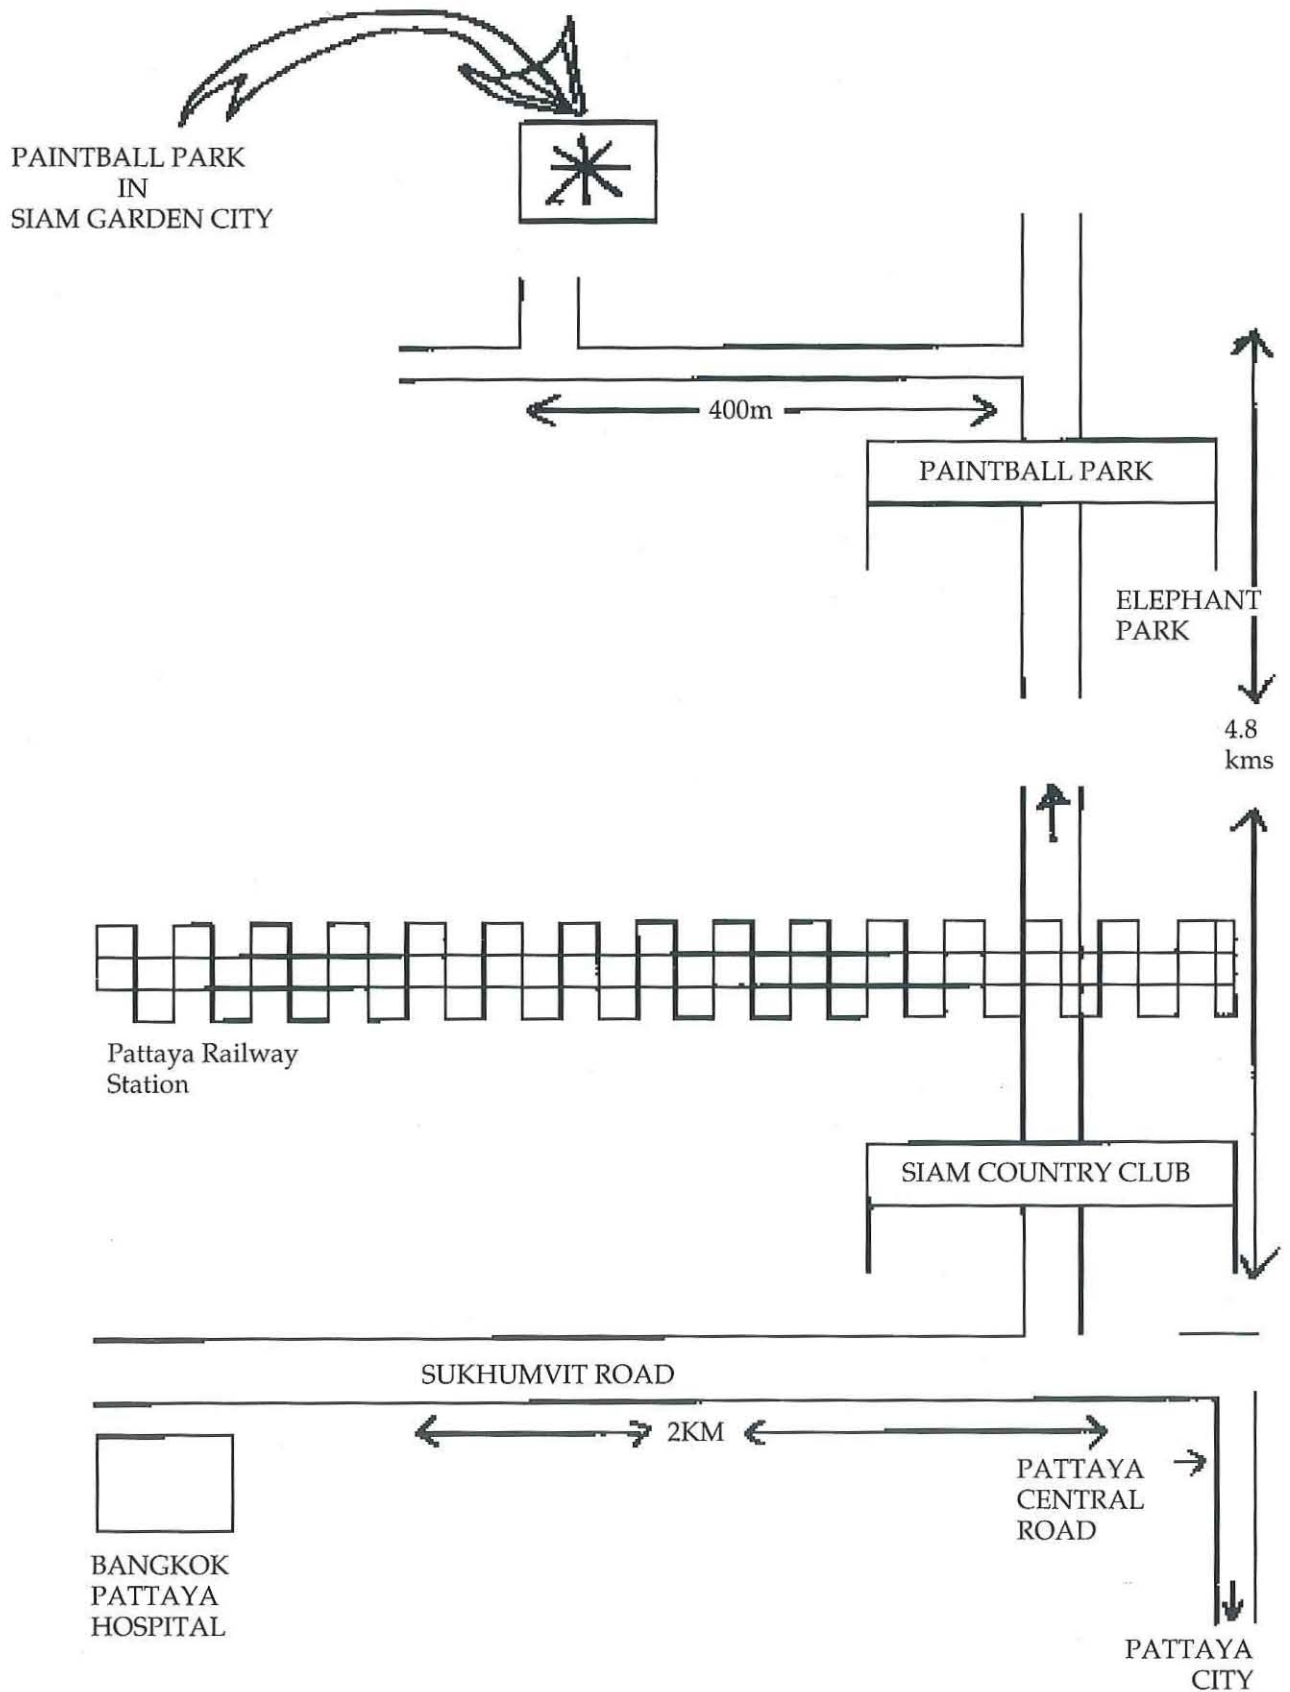 PAINTBALL PARK
IN
SIAM GARDEN CITY
400m
PAINTBALL PARK
ELEPHANT
PARK
4.8
kms
Pattaya Railway
Station
SIAM COUNTRY CLUB
SUKHUMVIT ROAD
2KM
PATTAYA
CENTRAL
ROAD
BANGKOK
PATTAYA
HOSPITAL
PATTAYA
CITY